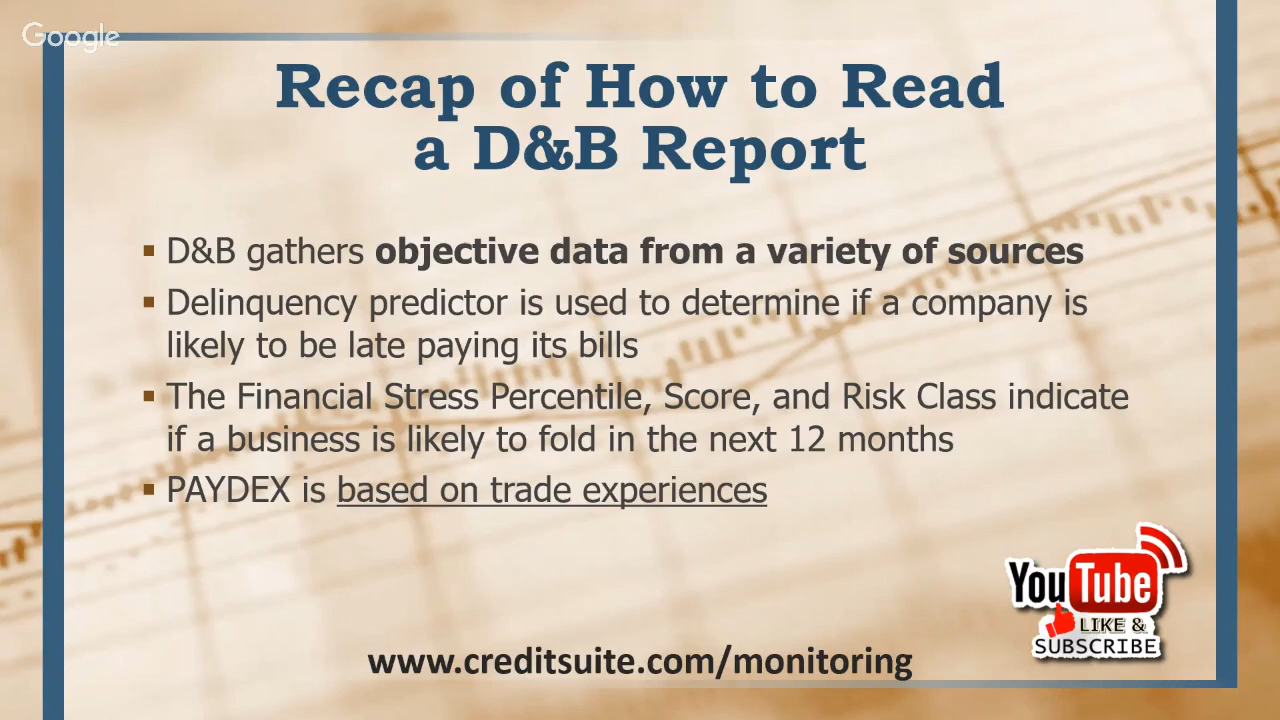 Google
Recap of How to Read
a D&B Report
▪ D&B gathers objective data from a variety of sources
▪ Delinquency predictor is used to determine if a company is
likely to be late paying its bills
▪ The Financial Stress Percentile, Score, and Risk Class indicate
if a business is likely to fold in the next 12 months
▪ PAYDEX is based on trade experiences
YouTube
LIKE &
SUBSCRIBE
www.creditsuite.com/monitoring